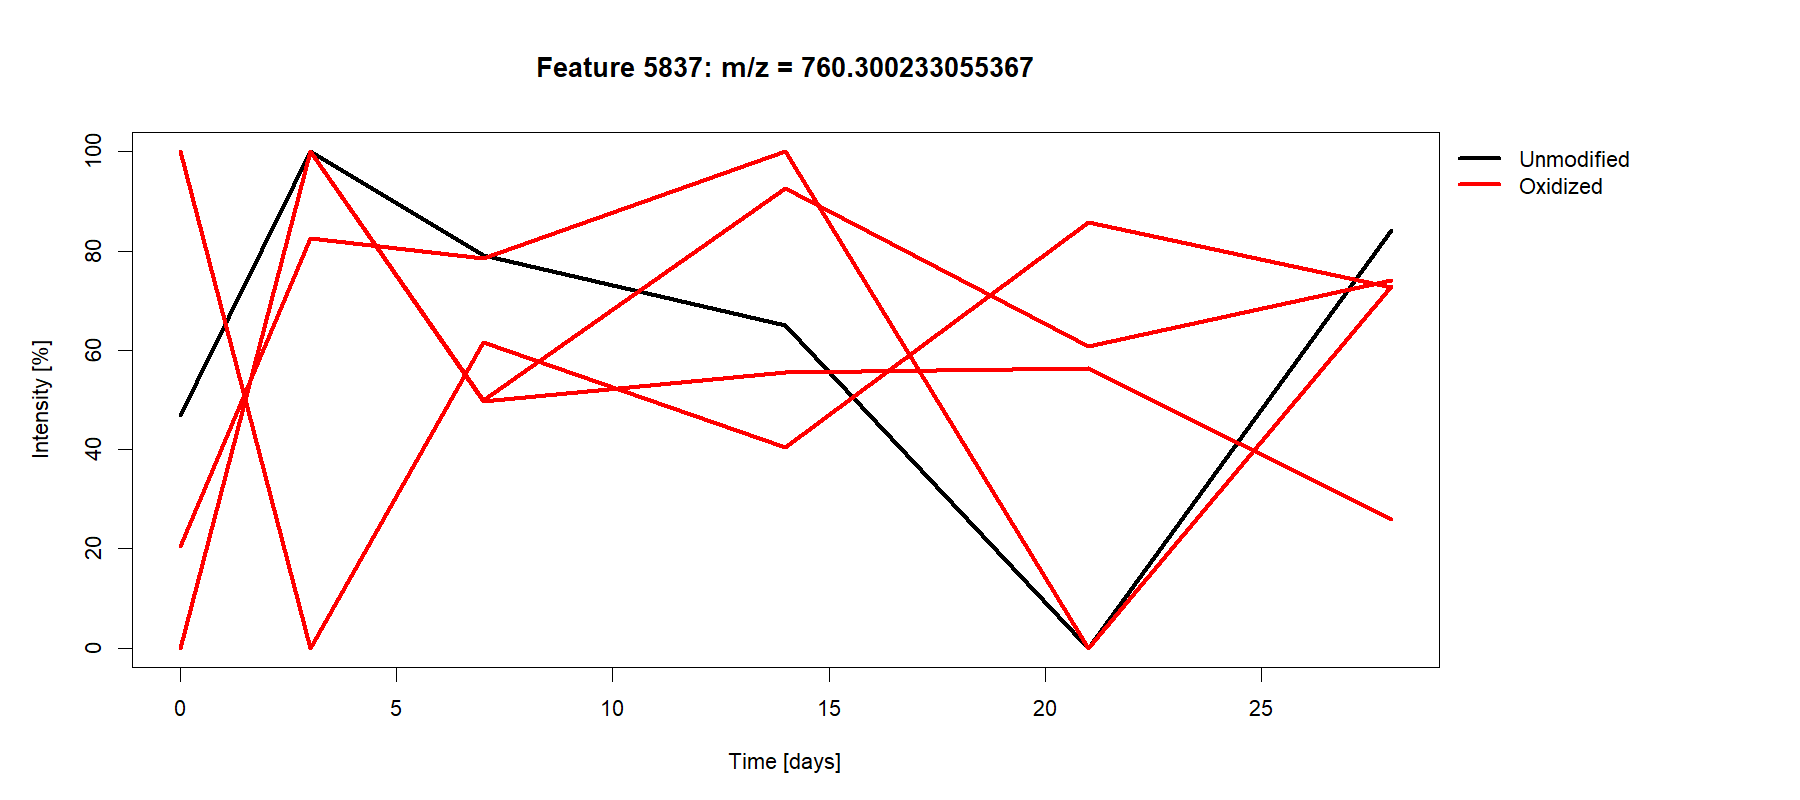 Feature 5837: m/z = 760.300233055367
Unmodified
Oxidized
Intensity [%]
100
80
60
40
20
0
0 5 10 15 20 25
Time [days]